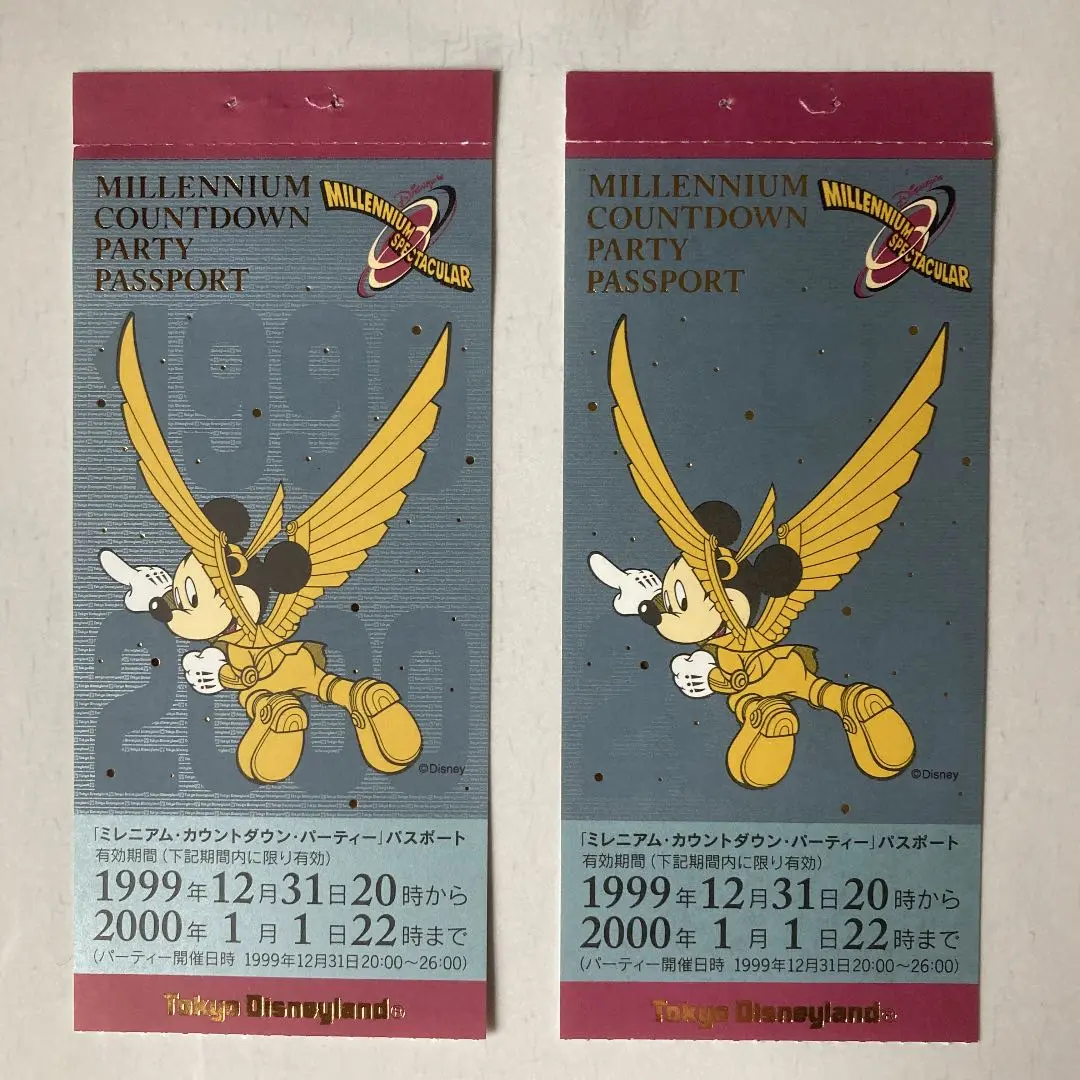 MILLENNIUM
COUNTDOWN
PARTY
PASSPORT
Disney's
MILLENNIUM
SPECTACULAR
1999
2000
©Disney
「ミレニアム・カウントダウン・パーティー」パスポート
有効期間（下記期間内に限り有効）
1999年12月31日20時から
2000年1月1日22時まで
（パーティー開催日時 1999年12月31日20:00～26:00）
Tokyo Disneyland®
MILLENNIUM
COUNTDOWN
PARTY
PASSPORT
Disney's
MILLENNIUM
SPECTACULAR
©Disney
「ミレニアム・カウントダウン・パーティー」パスポート
有効期間（下記期間内に限り有効）
1999年12月31日20時から
2000年1月1日22時まで
（パーティー開催日時 1999年12月31日20:00～26:00）
Tokyo Disneyland®